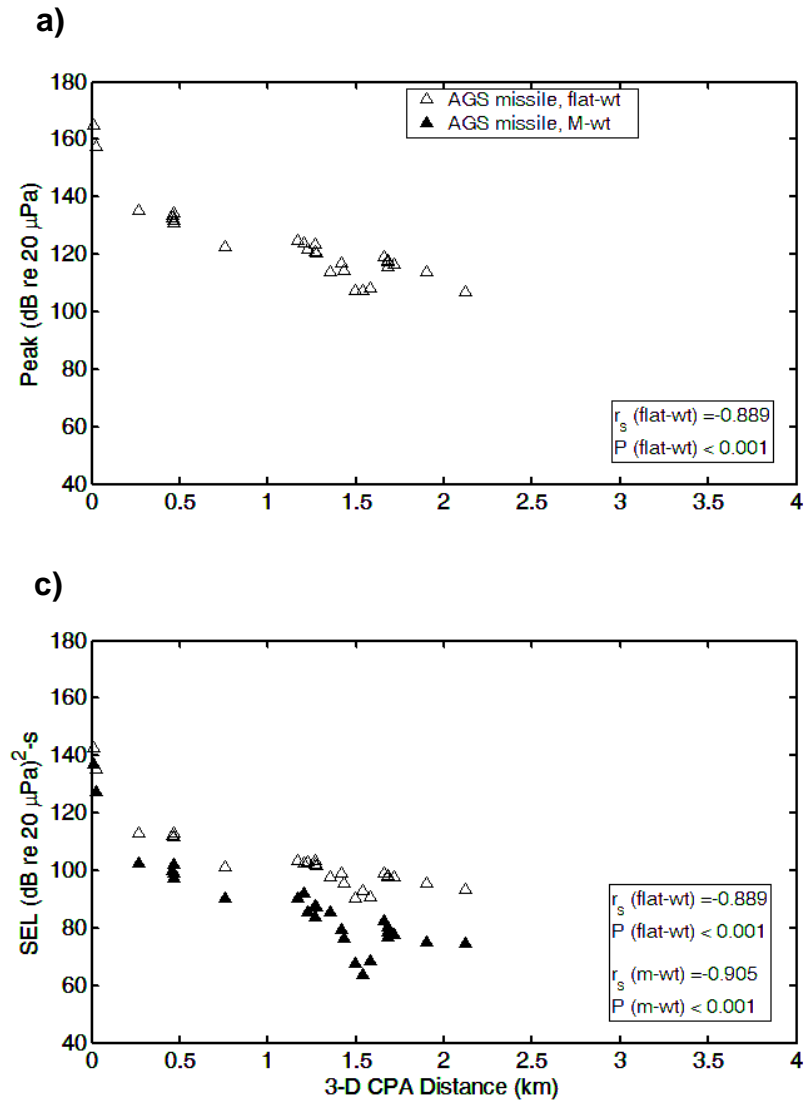 a)
180
160
140
120
100
80
60
40
Peak (dB re 20 μPa)
△ AGS missile, flat-wt
▲ AGS missile, M-wt
r_s (flat-wt) =-0.889
P (flat-wt) < 0.001
0 0.5 1 1.5 2 2.5 3 3.5 4
c)
180
160
140
120
100
80
60
40
SEL (dB re 20 μPa)²-s
r_s (flat-wt) =-0.889
P (flat-wt) < 0.001
r_s (m-wt) =-0.905
P (m-wt) < 0.001
0 0.5 1 1.5 2 2.5 3 3.5 4
3-D CPA Distance (km)